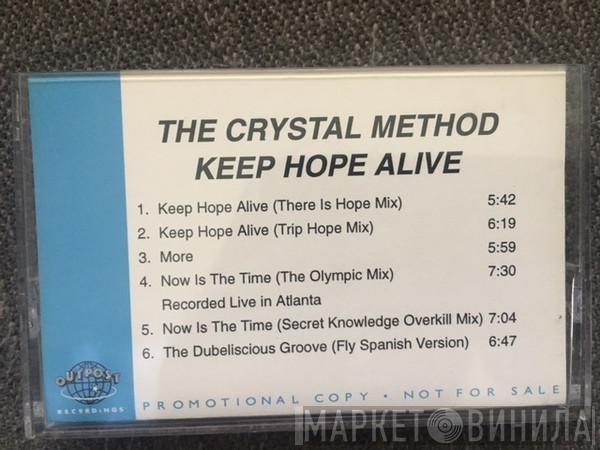 THE CRYSTAL METHOD
KEEP HOPE ALIVE
1. Keep Hope Alive (There Is Hope Mix) 5:42
2. Keep Hope Alive (Trip Hope Mix) 6:19
3. More 5:59
4. Now Is The Time (The Olympic Mix) 7:30
Recorded Live in Atlanta
5. Now Is The Time (Secret Knowledge Overkill Mix) 7:04
6. The Dubeliscious Groove (Fly Spanish Version) 6:47
OUTPOST
RECORDINGS
PROMOTIONAL COPY • NOT FOR SALE
МАРКЕТ ВИНИЛА